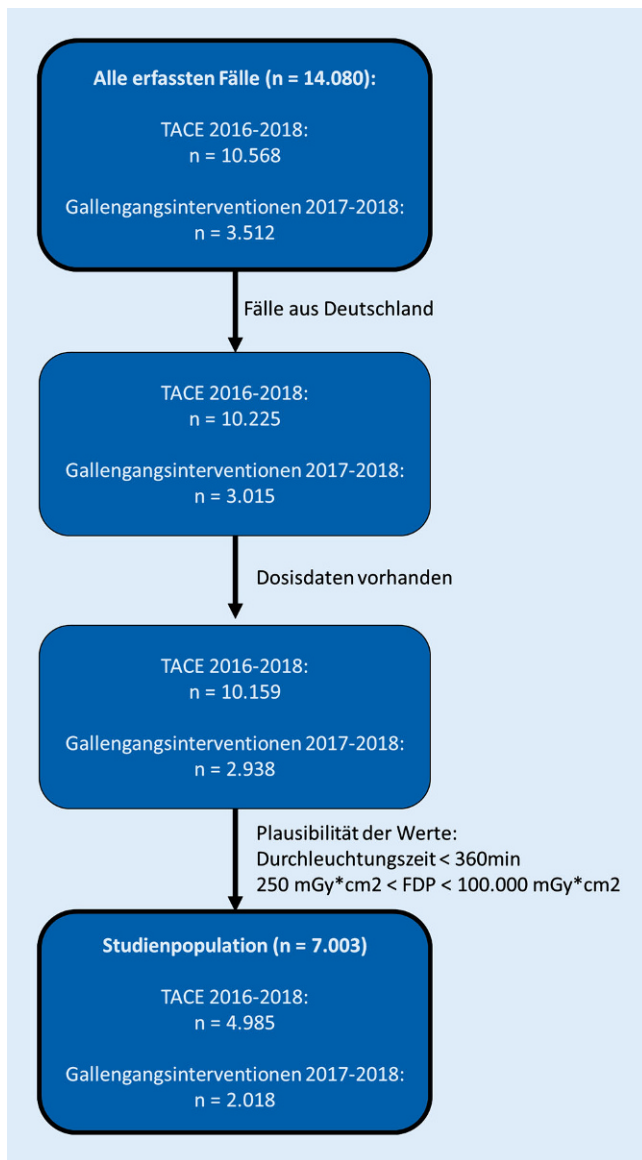 Alle erfassten Fälle (n = 14.080):
TACE 2016-2018:
n = 10.568
Gallengangsinterventionen 2017-2018:
n = 3.512
Fälle aus Deutschland
TACE 2016-2018:
n = 10.225
Gallengangsinterventionen 2017-2018:
n = 3.015
Dosisdaten vorhanden
TACE 2016-2018:
n = 10.159
Gallengangsinterventionen 2017-2018:
n = 2.938
Plausibilität der Werte:
Durchleuchtungszeit < 360min
250 mGy*cm2 < FDP < 100.000 mGy*cm2
Studienpopulation (n = 7.003)
TACE 2016-2018:
n = 4.985
Gallengangsinterventionen 2017-2018:
n = 2.018